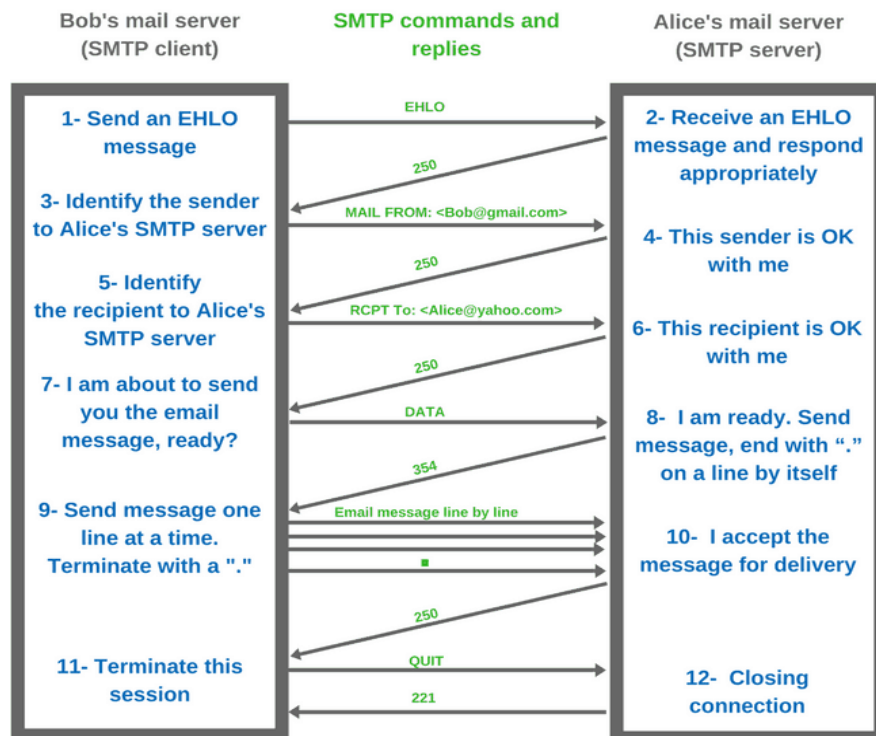 Bob's mail server
(SMTP client)
SMTP commands and
replies
Alice's mail server
(SMTP server)
1- Send an EHLO
message
EHLO
2- Receive an EHLO
message and respond
appropriately
250
3- Identify the sender
to Alice's SMTP server
MAIL FROM: <Bob@gmail.com>
4- This sender is OK
with me
250
5- Identify
the recipient to Alice's
SMTP server
RCPT To: <Alice@yahoo.com>
6- This recipient is OK
with me
250
7- I am about to send
you the email
message, ready?
DATA
8- I am ready. Send
message, end with “.”
on a line by itself
354
9- Send message one
line at a time.
Terminate with a "."
Email message line by line
.
10- I accept the
message for delivery
250
11- Terminate this
session
QUIT
12- Closing
connection
221